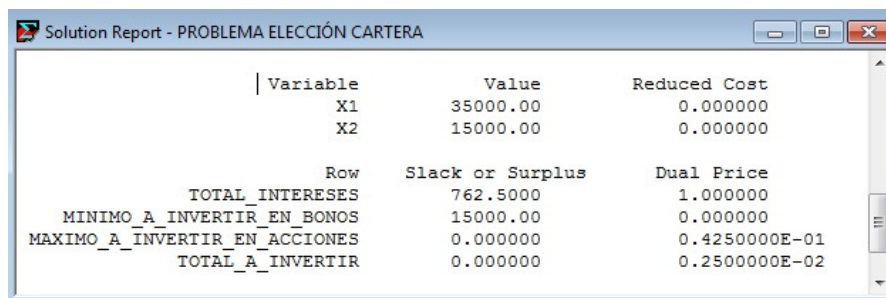 Solution Report - PROBLEMA ELECCIÓN CARTERA
Variable Value Reduced Cost
X1 35000.00 0.000000
X2 15000.00 0.000000
Row Slack or Surplus Dual Price
TOTAL_INTERESES 762.5000 1.000000
MINIMO_A_INVERTIR_EN_BONOS 15000.00 0.000000
MAXIMO_A_INVERTIR_EN_ACCIONES 0.000000 0.4250000E-01
TOTAL_A_INVERTIR 0.000000 0.2500000E-02